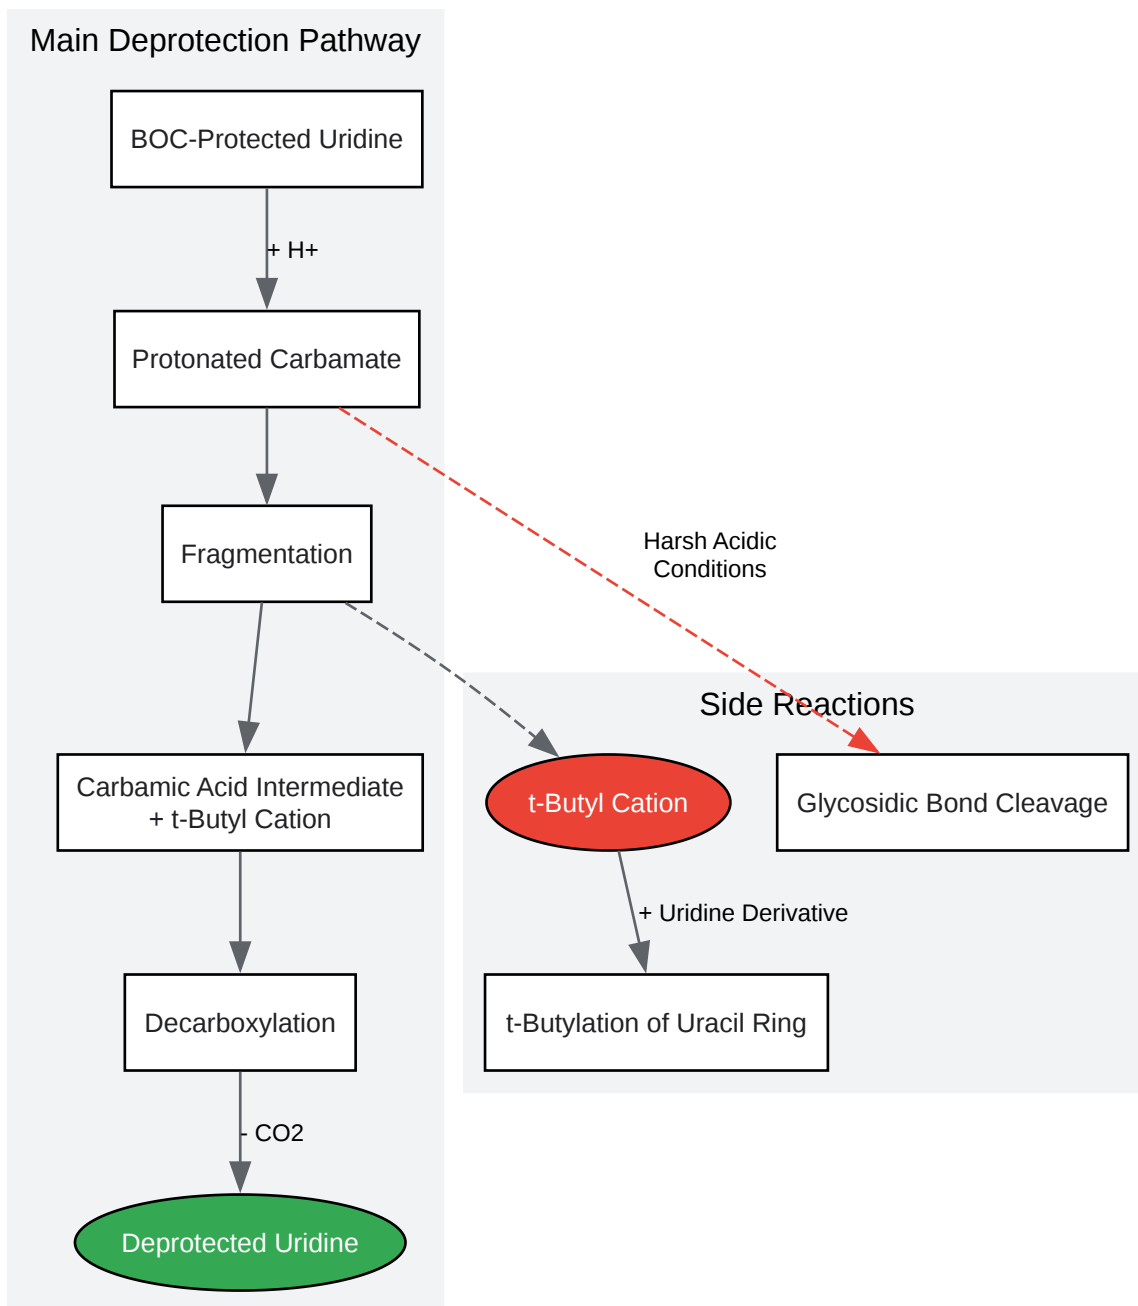 Main Deprotection Pathway
BOC-Protected Uridine
+ H+
Protonated Carbamate
Fragmentation
Harsh Acidic
Conditions
Side Reactions
Carbamic Acid Intermediate
+ t-Butyl Cation
t-Butyl Cation
Glycosidic Bond Cleavage
+ Uridine Derivative
Decarboxylation
t-Butylation of Uracil Ring
- CO2
Deprotected Uridine